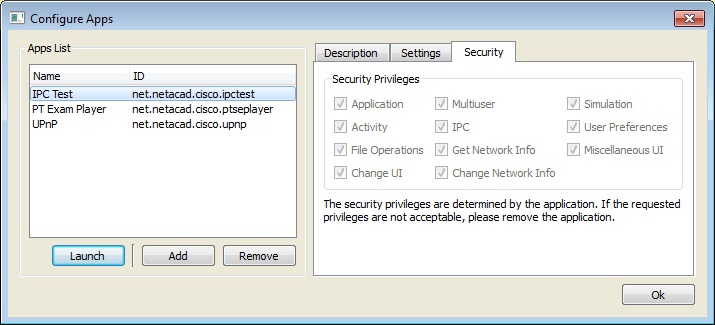 Configure Apps
Apps List
Name ID
IPC Test net.netacad.cisco.ipctest
PT Exam Player net.netacad.cisco.ptseplayer
UPnP net.netacad.cisco.upnp
Launch Add Remove
Description Settings Security
Security Privileges
Application Multiuser Simulation
Activity IPC User Preferences
File Operations Get Network Info Miscellaneous UI
Change UI Change Network Info
The security privileges are determined by the application. If the requested
privileges are not acceptable, please remove the application.
Ok